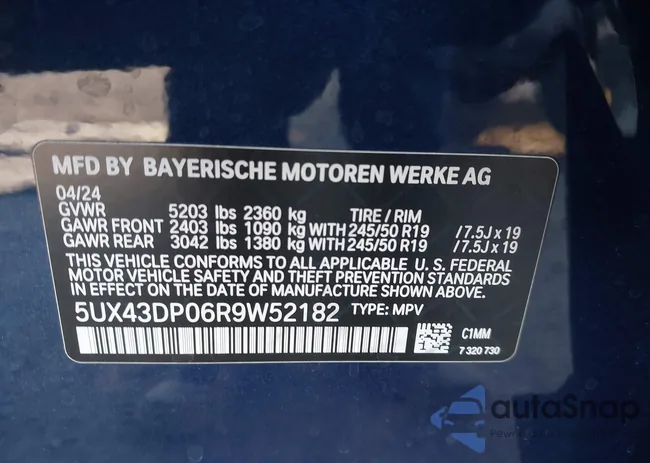 MFD BY BAYERISCHE MOTOREN WERKE AG
04/24
GVWR 5203 lbs 2360 kg TIRE / RIM
GAWR FRONT 2403 lbs 1090 kg WITH 245/50 R19 /7.5J x 19
GAWR REAR 3042 lbs 1380 kg WITH 245/50 R19 /7.5J x 19
THIS VEHICLE CONFORMS TO ALL APPLICABLE U. S. FEDERAL
MOTOR VEHICLE SAFETY AND THEFT PREVENTION STANDARDS
IN EFFECT ON THE DATE OF MANUFACTURE SHOWN ABOVE.
5UX43DP06R9W52182 TYPE: MPV
C1MM
7 320 730
autoSnap